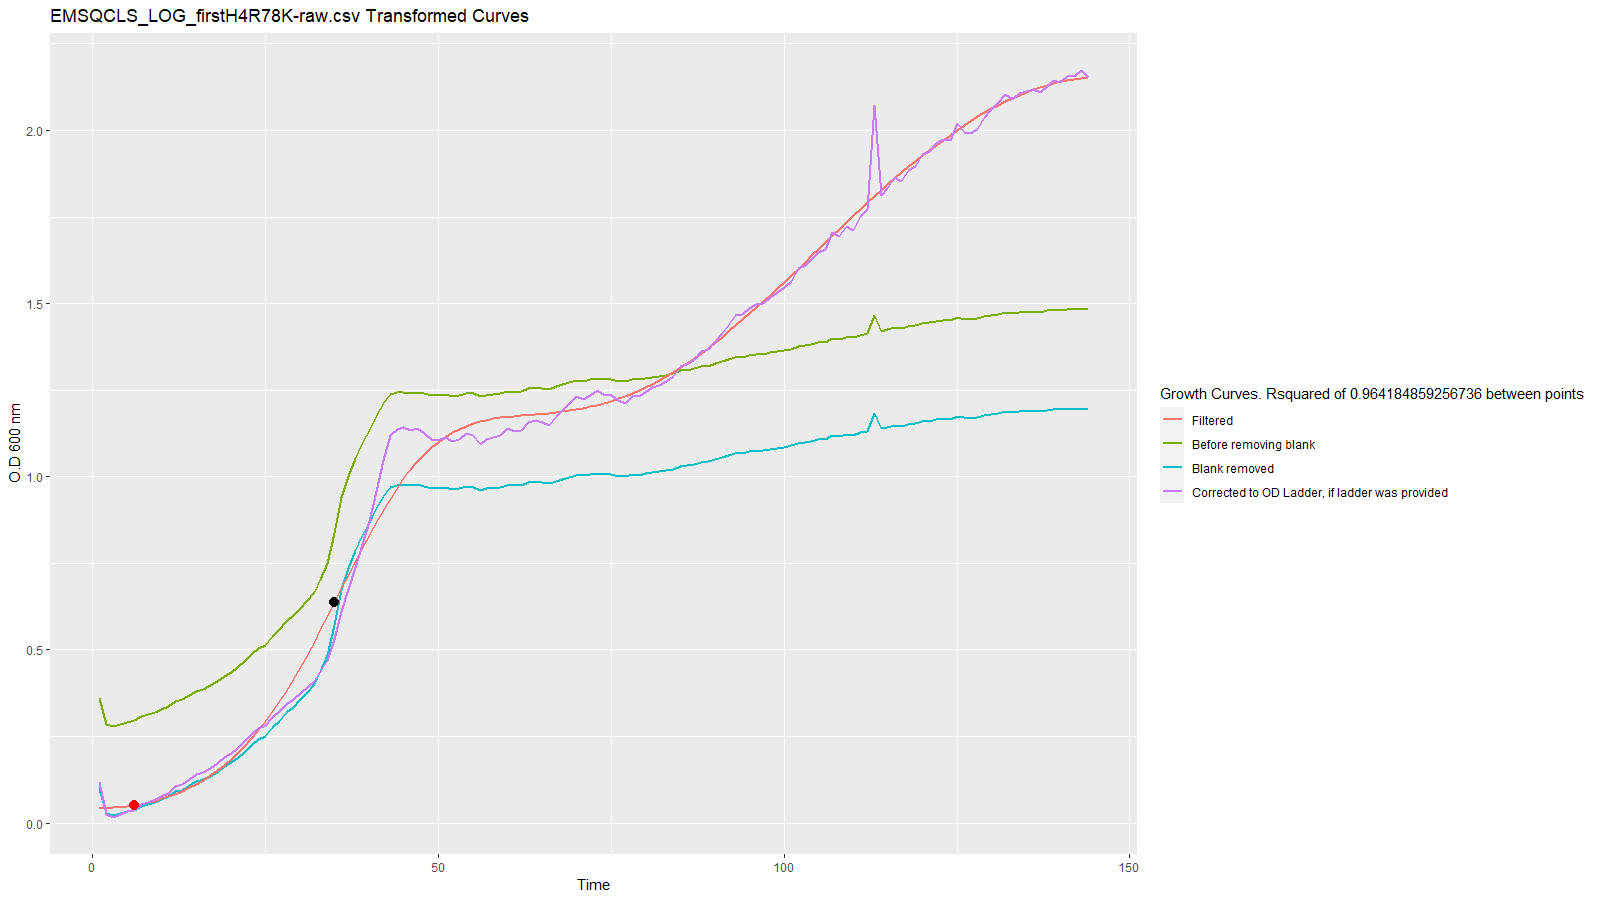 EMSQCLS_LOG_firstH4R78K-raw.csv Transformed Curves
2.0
1.5
1.0
0.5
0.0
O.D 600 nm
0
50
100
150
Time
Growth Curves. Rsquared of 0.964184859256736 between points
Filtered
Before removing blank
Blank removed
Corrected to OD Ladder, if ladder was provided